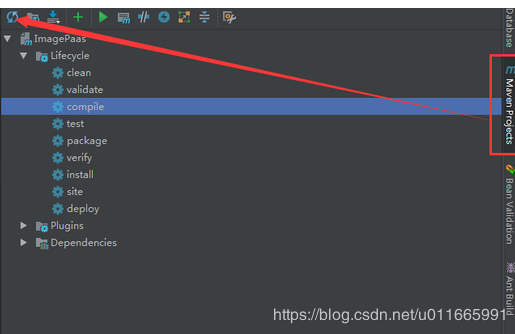 ImagePaas
Lifecycle
clean
validate
compile
test
package
verify
install
site
deploy
Plugins
Dependencies
Database
Maven Projects
Bean Validation
Ant Build
https://blog.csdn.net/u011665991